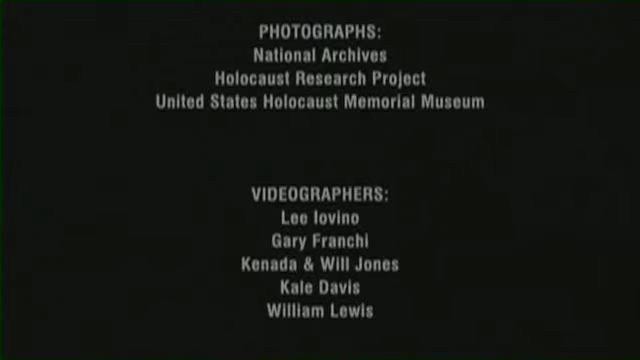 PHOTOGRAPHS:
National Archives
Holocaust Research Project
United States Holocaust Memorial Museum
VIDEOGRAPHERS:
Lee Iovino
Gary Franchi
Kenada & Will Jones
Kale Davis
William Lewis